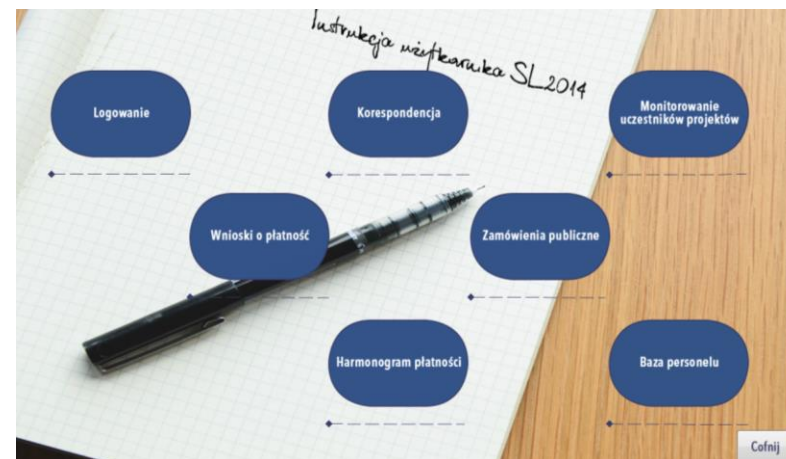 Instrukcja użytkownika SL2014
Logowanie
Korespondencja
Monitorowanie
uczestników projektów
Wnioski o płatność
Zamówienia publiczne
Harmonogram płatności
Baza personelu
Cofnij